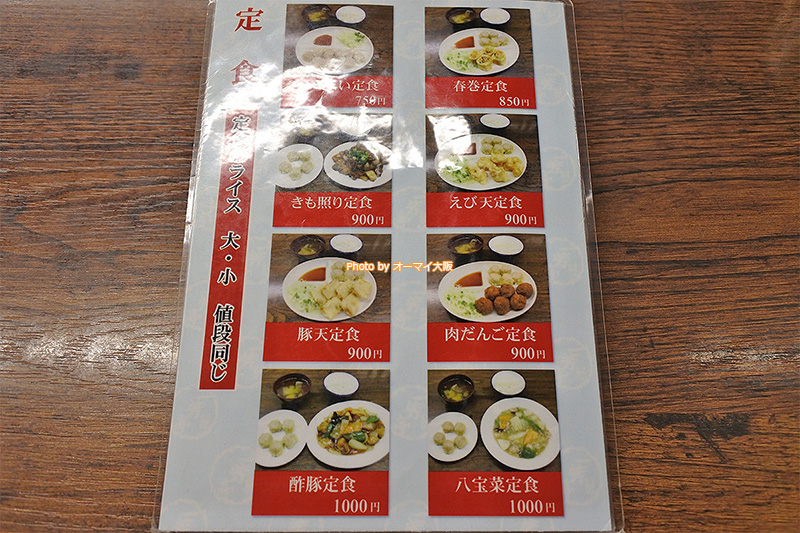 定食
定 ライス 大・小 値段同じ
い定食
750円
春巻定食
850円
きも照り定食
900円
えび天定食
900円
Photo by オーマイ大阪
豚天定食
900円
肉だんご定食
900円
酢豚定食
1000円
八宝菜定食
1000円